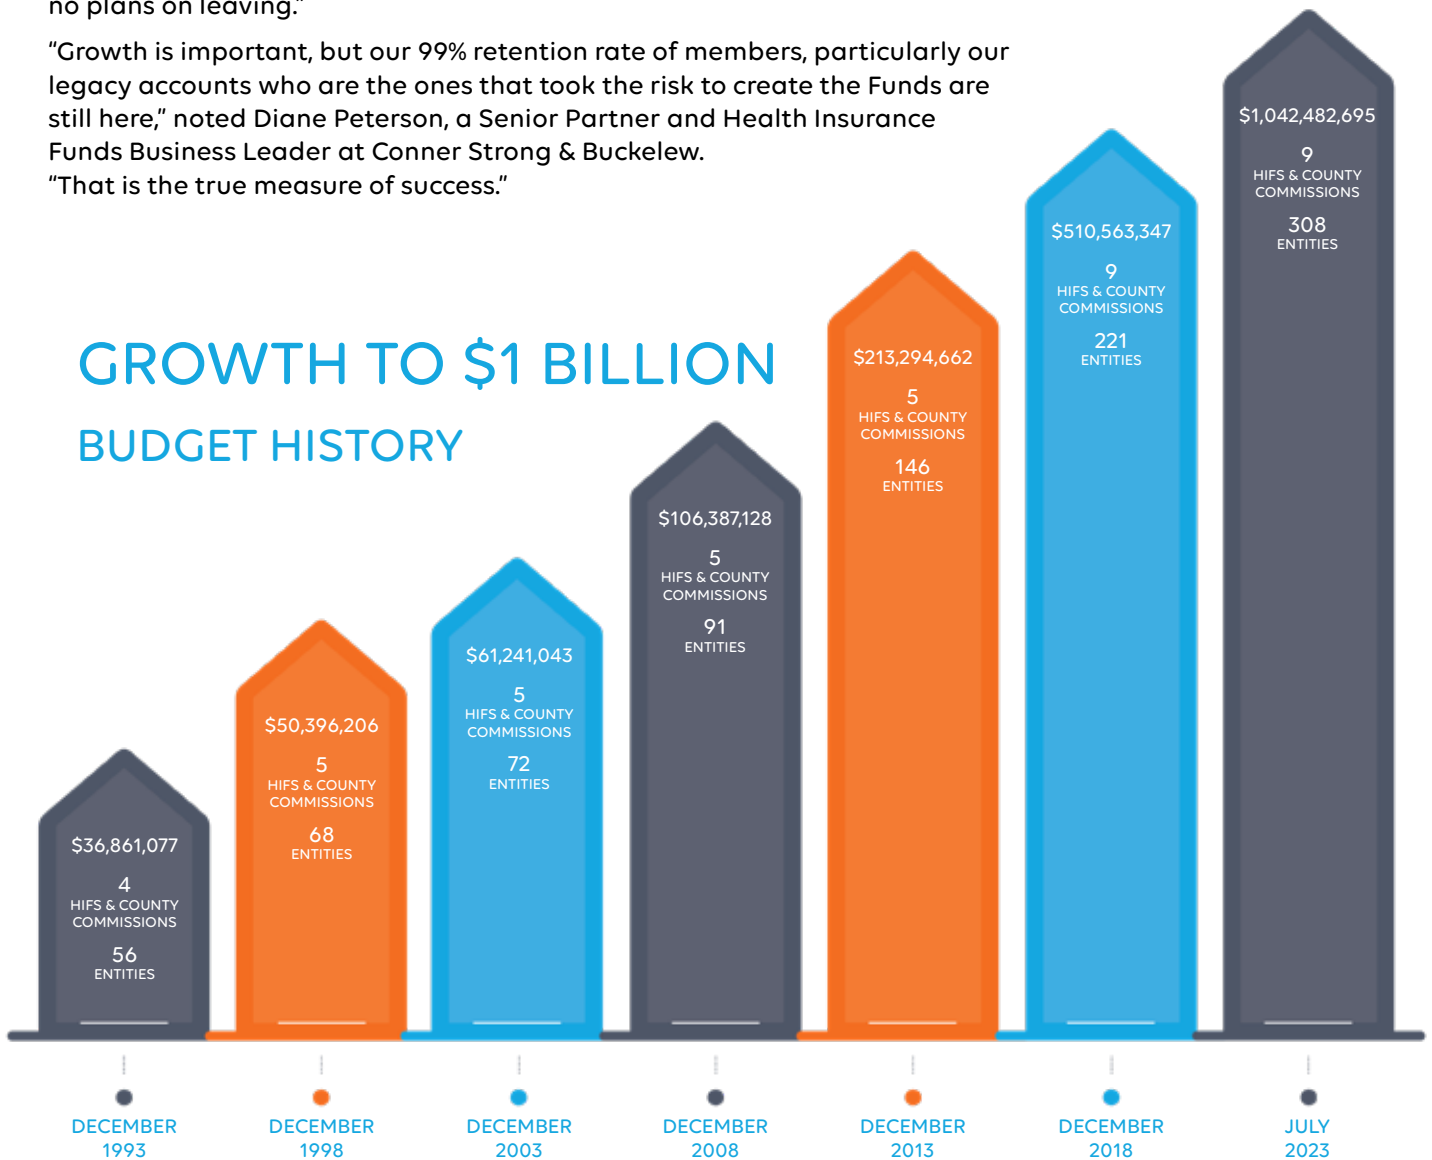 no plans on leaving.”
“Growth is important, but our 99% retention rate of members, particularly our
legacy accounts who are the ones that took the risk to create the Funds are
still here,” noted Diane Peterson, a Senior Partner and Health Insurance
Funds Business Leader at Conner Strong & Buckelew.
“That is the true measure of success.”
GROWTH TO $1 BILLION
BUDGET HISTORY
$36,861,077
4
HIFS & COUNTY
COMMISSIONS
56
ENTITIES
DECEMBER
1993
$50,396,206
5
HIFS & COUNTY
COMMISSIONS
68
ENTITIES
DECEMBER
1998
$61,241,043
5
HIFS & COUNTY
COMMISSIONS
72
ENTITIES
DECEMBER
2003
$106,387,128
5
HIFS & COUNTY
COMMISSIONS
91
ENTITIES
DECEMBER
2008
$213,294,662
5
HIFS & COUNTY
COMMISSIONS
146
ENTITIES
DECEMBER
2013
$510,563,347
9
HIFS & COUNTY
COMMISSIONS
221
ENTITIES
DECEMBER
2018
$1,042,482,695
9
HIFS & COUNTY
COMMISSIONS
308
ENTITIES
JULY
2023